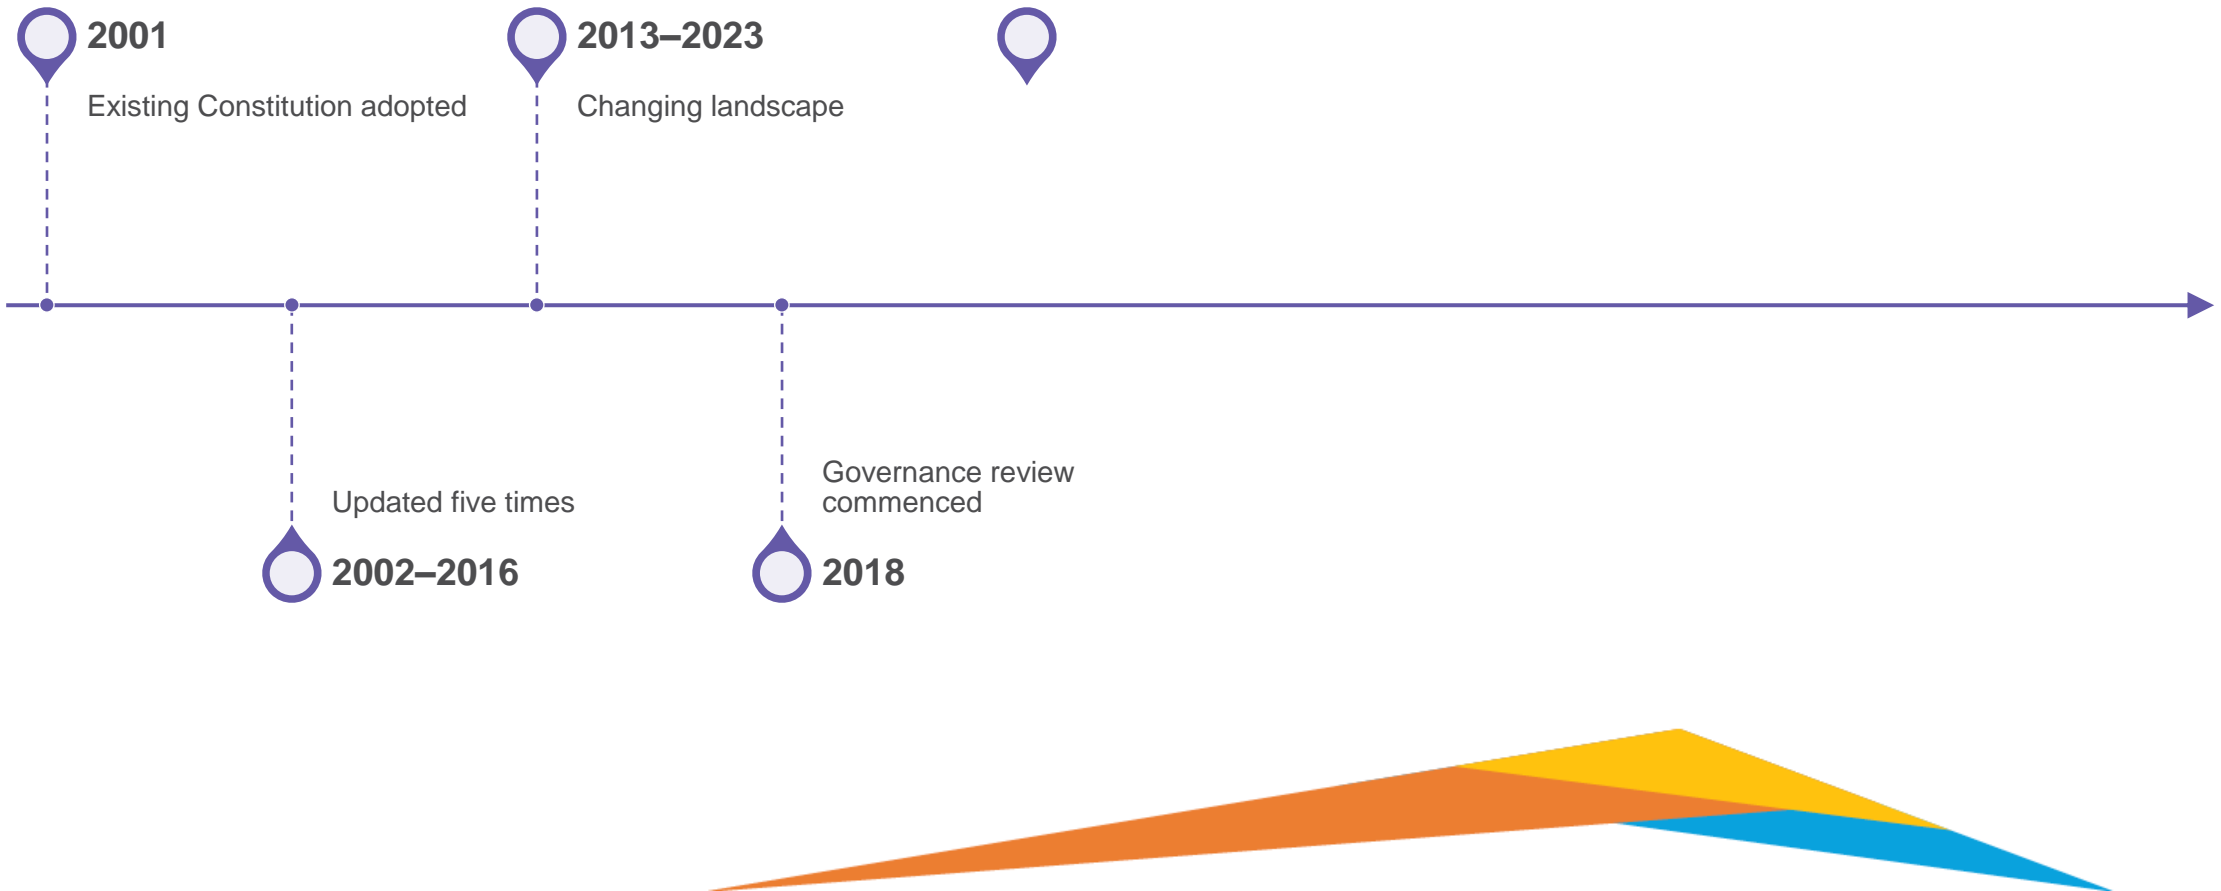 2001
Existing Constitution adopted
2013–2023
Changing landscape
Updated five times
2002–2016
Governance review
commenced
2018